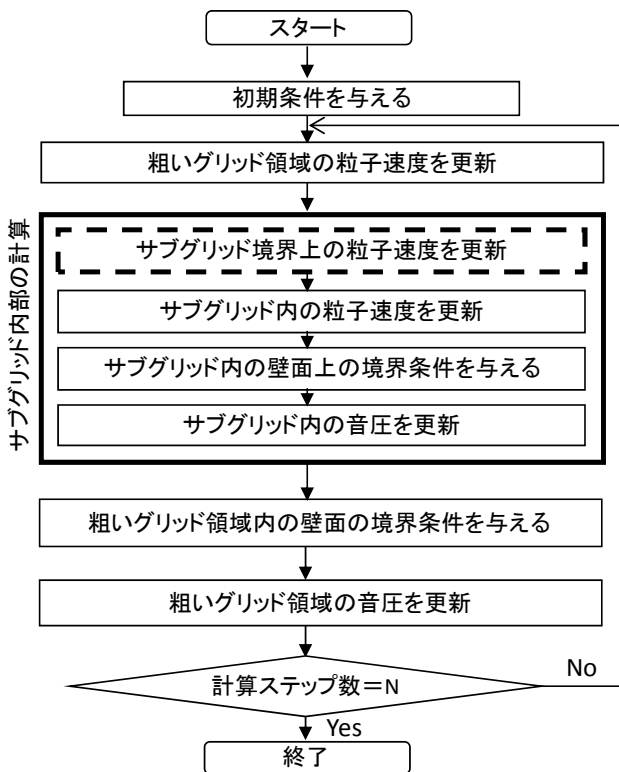 スタート
初期条件を与える
粗いグリッド領域の粒子速度を更新
サブグリッド内部の計算
サブグリッド境界上の粒子速度を更新
サブグリッド内の粒子速度を更新
サブグリッド内の壁面上の境界条件を与える
サブグリッド内の音圧を更新
粗いグリッド領域内の壁面の境界条件を与える
粗いグリッド領域の音圧を更新
計算ステップ数＝N
No
Yes
終了